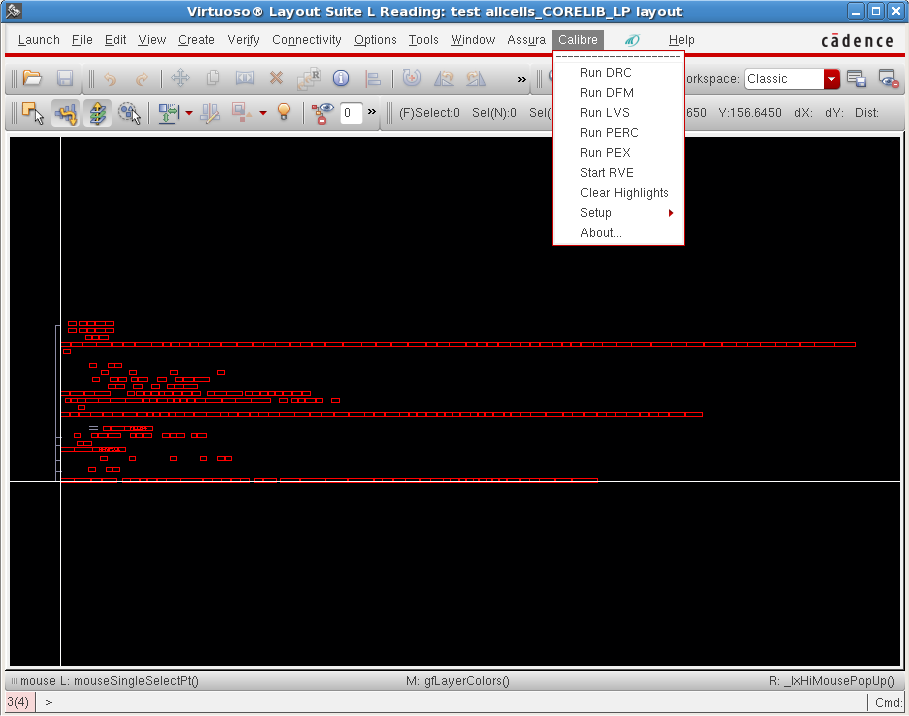 Virtuoso® Layout Suite L Reading: test allcells_CORELIB_LP layout
Launch File Edit View Create Verify Connectivity Options Tools Window Assura Calibre Help
cādence
Run DRC
Run DFM
Run LVS
Run PERC
Run PEX
Start RVE
Clear Highlights
Setup
About...
» orkspace: Classic
0 » (F)Select:0 Sel(N):0 Sel( 650 Y:156.6450 dX: dY: Dist:
mouse L: mouseSingleSelectPt() M: gfLayerColors() R: _lxHiMousePopUp()
3(4) > Cmd: